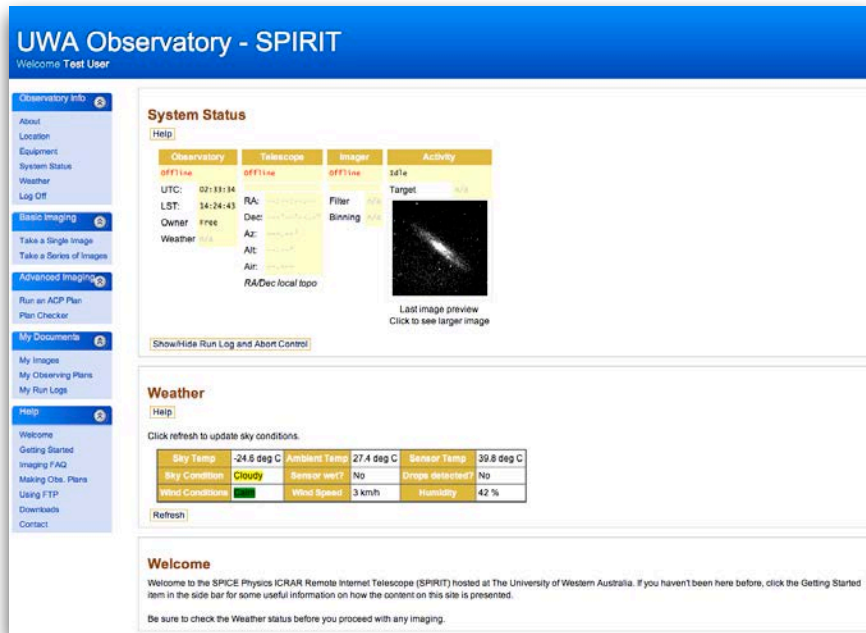 UWA Observatory - SPIRIT
Welcome Test User
Observatory Info
About
Location
Equipment
System Status
Weather
Log Off
Basic Imaging
Take a Single Image
Take a Series of Images
Advanced Imaging
Run an ACP Plan
Plan Checker
My Documents
My Images
My Observing Plans
My Run Logs
Help
Welcome
Getting Started
Imaging FAQ
Making Obs. Plans
Using FTP
Downloads
Contact
System Status
Help
Observatory Telescope Imager Activity
Offline Offline Offline Idle
UTC: 02:33:34
LST: 14:24:43
Owner Free
Weather n/a
RA:
Dec:
Az:
Alt:
Air:
RA/Dec local topo
Filter n/a
Binning n/a
Target n/a
Last image preview
Click to see larger image
Show/Hide Run Log and Abort Control
Weather
Help
Click refresh to update sky conditions.
Sky Temp -24.6 deg C Ambient Temp 27.4 deg C Sensor Temp 39.8 deg C
Sky Condition Cloudy Sensor wet? No Drops detected? No
Wind Conditions Calm Wind Speed 3 km/h Humidity 42 %
Refresh
Welcome
Welcome to the SPICE Physics ICRAR Remote Internet Telescope (SPIRIT) hosted at The University of Western Australia. If you haven't been here before, click the Getting Started
item in the side bar for some useful information on how the content on this site is presented.
Be sure to check the Weather status before you proceed with any imaging.